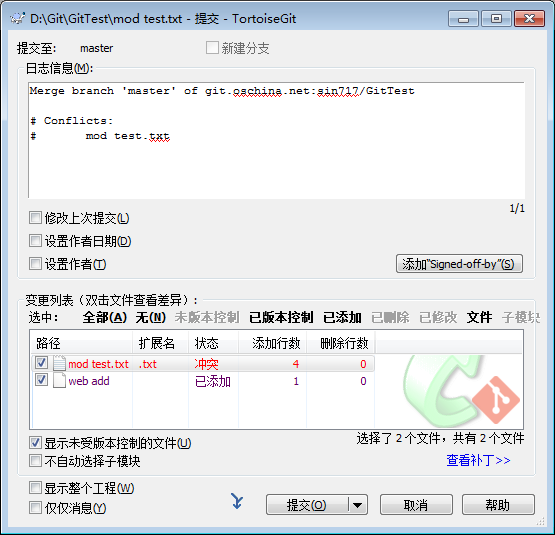 D:\Git\GitTest\mod test.txt - 提交 - TortoiseGit
提交至: master 新建分支
日志信息(M):
Merge branch 'master' of git.oschina.net:sin717/GitTest
# Conflicts:
# mod test.txt
1/1
修改上次提交(L)
设置作者日期(D)
设置作者(T)
添加“Signed-off-by”(S)
变更列表（双击文件查看差异）:
选中: 全部(A) 无(N) 未版本控制 已版本控制 已添加 已删除 已修改 文件 子模块
路径 扩展名 状态 添加行数 删除行数
mod test.txt .txt 冲突 4 0
web add 已添加 1 0
显示未受版本控制的文件(U)
选择了 2 个文件，共有 2 个文件
不自动选择子模块
查看补丁>>
显示整个工程(W)
仅仅消息(Y)
提交(O) 取消 帮助